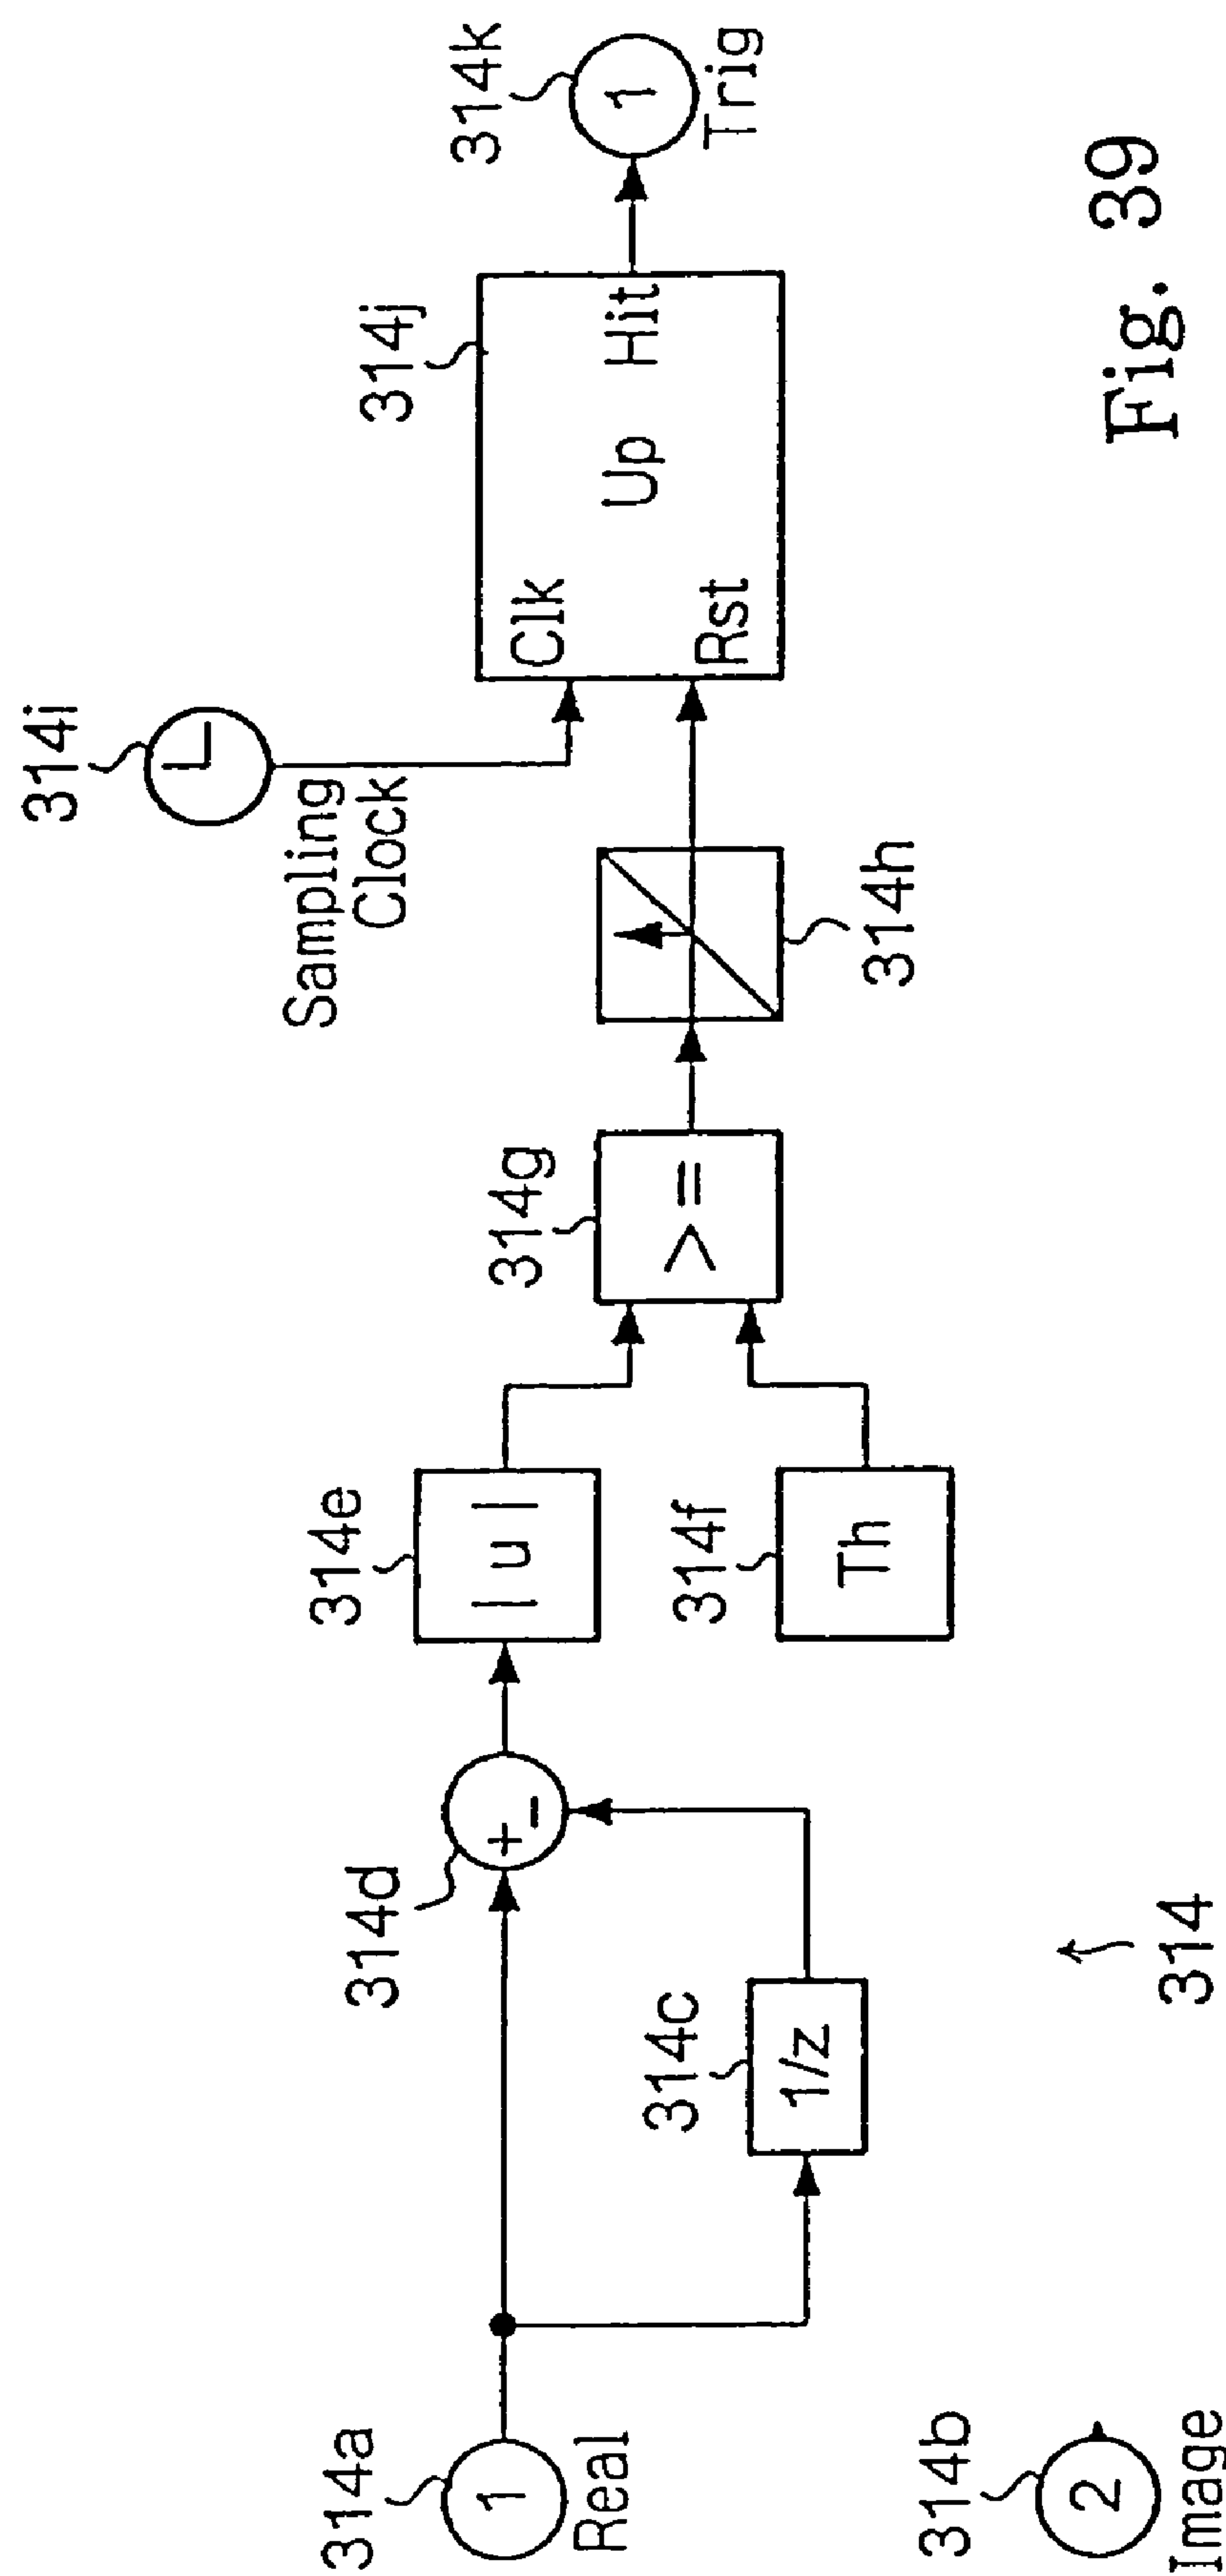 314a
1
Real
314b
2
Image
314c
1/z
314d
+
-
314e
| u |
314f
Th
314g
>=
314h
314i
Sampling
Clock
314j
Clk
Up
Hit
Rst
314k
1
Trig
314
Fig. 39